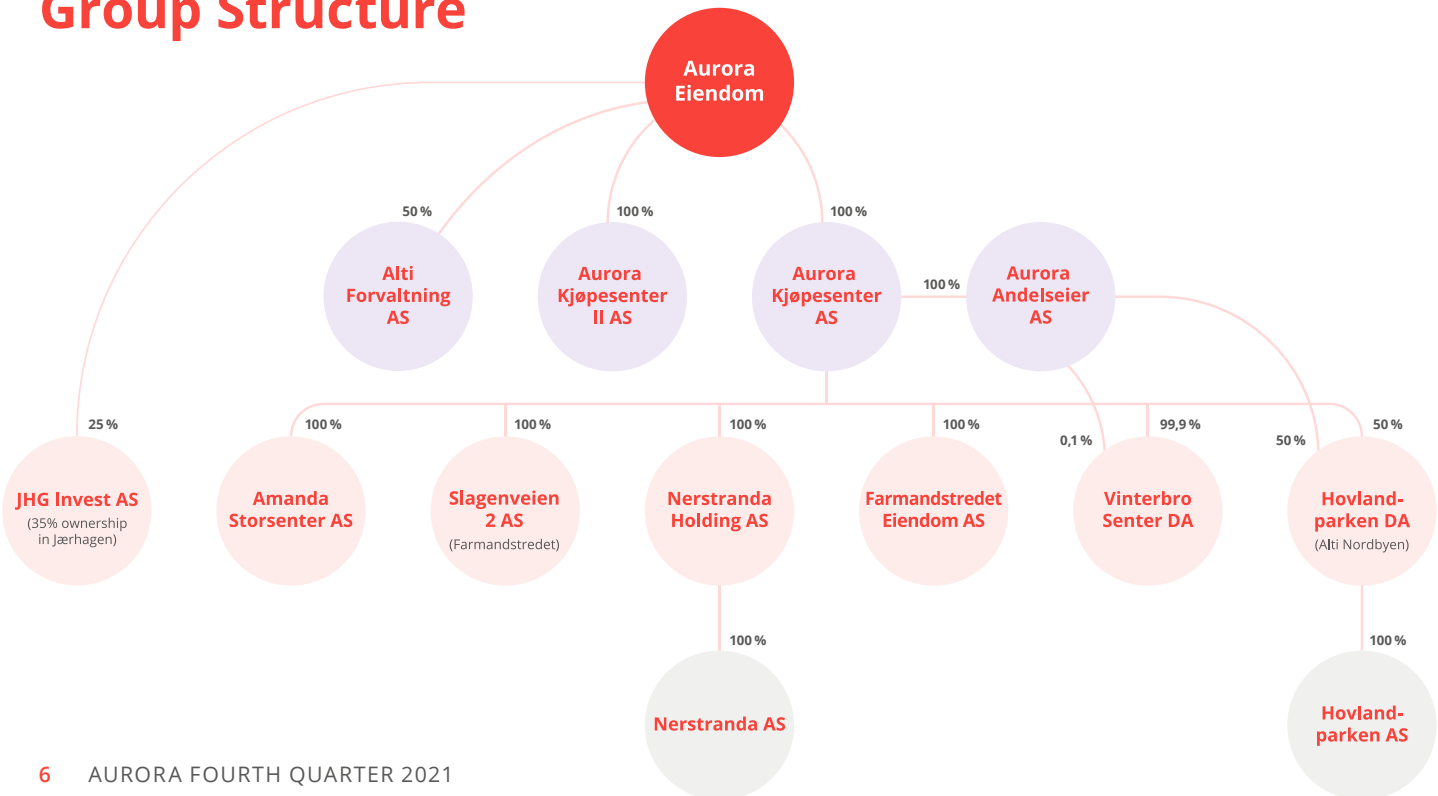 Group Structure
Aurora
Eiendom
50 %
100 %
100 %
Alti
Forvaltning
AS
Aurora
Kjøpesenter
II AS
Aurora
Kjøpesenter
AS
100 %
Aurora
Andelseier
AS
25 %
100 %
100 %
100 %
100 %
0,1 %
99,9 %
50 %
50 %
JHG Invest AS
(35% ownership
in Jærhagen)
Amanda
Storsenter AS
Slagenveien
2 AS
(Farmandstredet)
Nerstranda
Holding AS
Farmandstredet
Eiendom AS
Vinterbro
Senter DA
Hovland-
parken DA
(Alti Nordbyen)
100 %
100 %
Nerstranda AS
Hovland-
parken AS
6 AURORA FOURTH QUARTER 2021